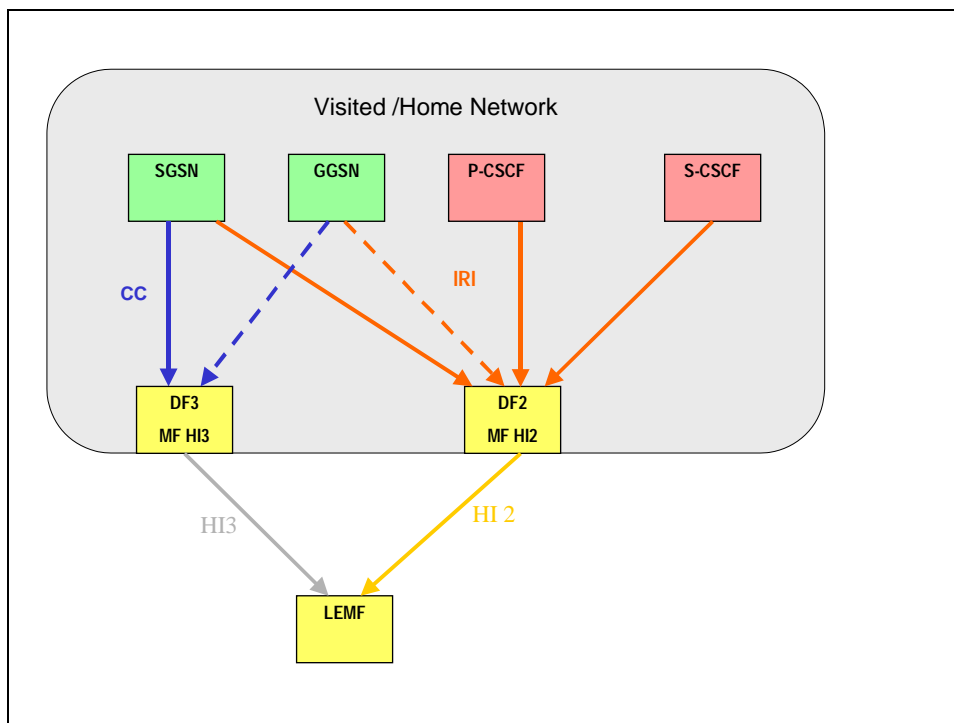 Visited /Home Network
SGSN
GGSN
P-CSCF
S-CSCF
CC
IRI
DF3
MF HI3
DF2
MF HI2
HI3
HI 2
LEMF